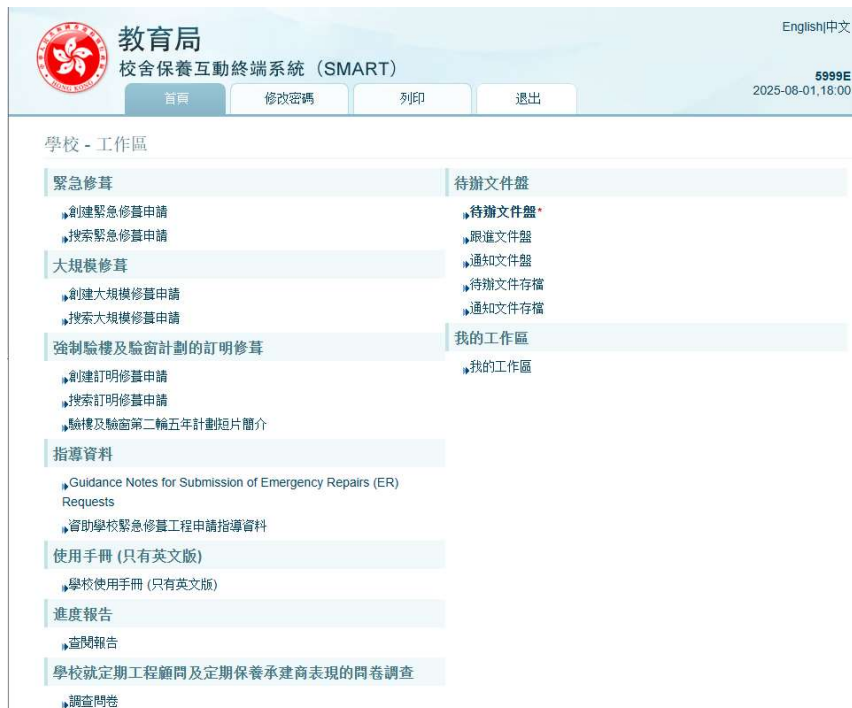 English|中文
教育局
校舍保養互動終端系統（SMART）
5999E
2025-08-01,18:00
首頁
修改密碼
列印
退出
學校 - 工作區
緊急修葺
創建緊急修葺申請
搜索緊急修葺申請
大規模修葺
創建大規模修葺申請
搜索大規模修葺申請
強制驗樓及驗窗計劃的訂明修葺
創建訂明修葺申請
搜索訂明修葺申請
驗樓及驗窗第二輪五年計劃短片簡介
指導資料
Guidance Notes for Submission of Emergency Repairs (ER)
Requests
資助學校緊急修葺工程申請指導資料
使用手冊 (只有英文版)
學校使用手冊 (只有英文版)
進度報告
查閱報告
學校就定期工程顧問及定期保養承建商表現的問卷調查
調查問卷
待辦文件盤
待辦文件盤*
跟進文件盤
通知文件盤
待辦文件存檔
通知文件存檔
我的工作區
我的工作區